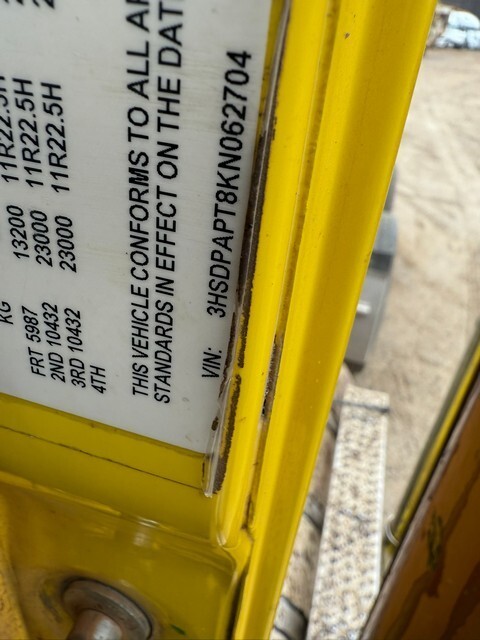 KG
FRT 5987 13200 11R22.5H
2ND 10432 23000 11R22.5H
3RD 10432 23000 11R22.5H
4TH
THIS VEHICLE CONFORMS TO ALL
STANDARDS IN EFFECT ON THE DAT
VIN: 3HSDPAPT8KN062704